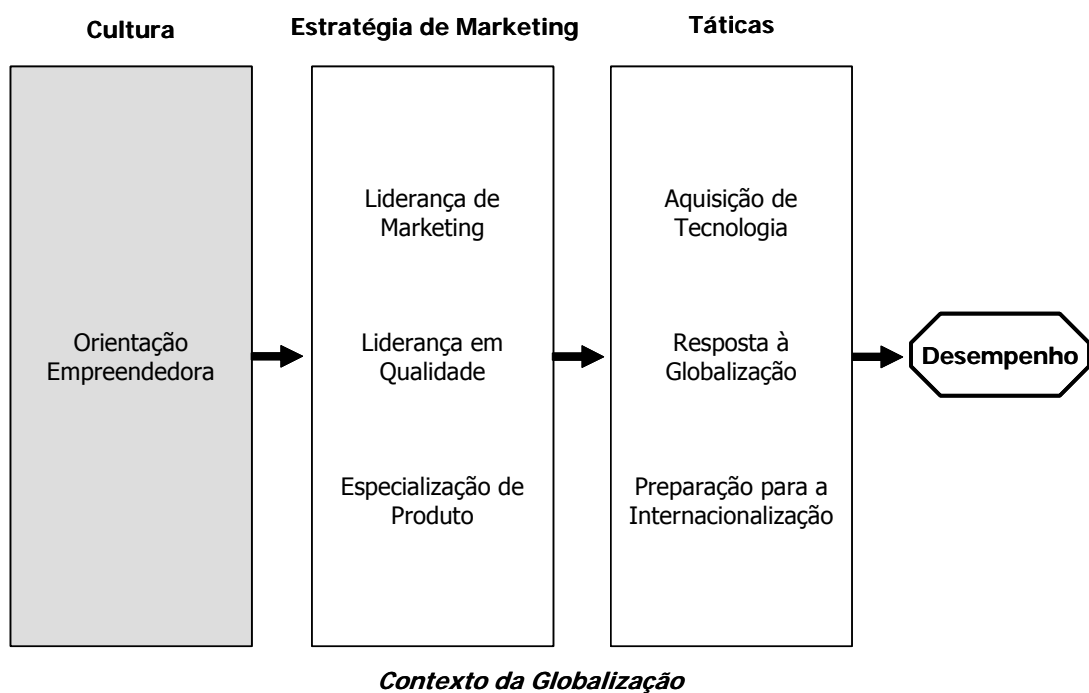 Cultura
Estratégia de Marketing
Táticas
Orientação
Empreendedora
Liderança de
Marketing
Liderança em
Qualidade
Especialização de
Produto
Aquisição de
Tecnologia
Resposta à
Globalização
Preparação para a
Internacionalização
Desempenho
Contexto da Globalização